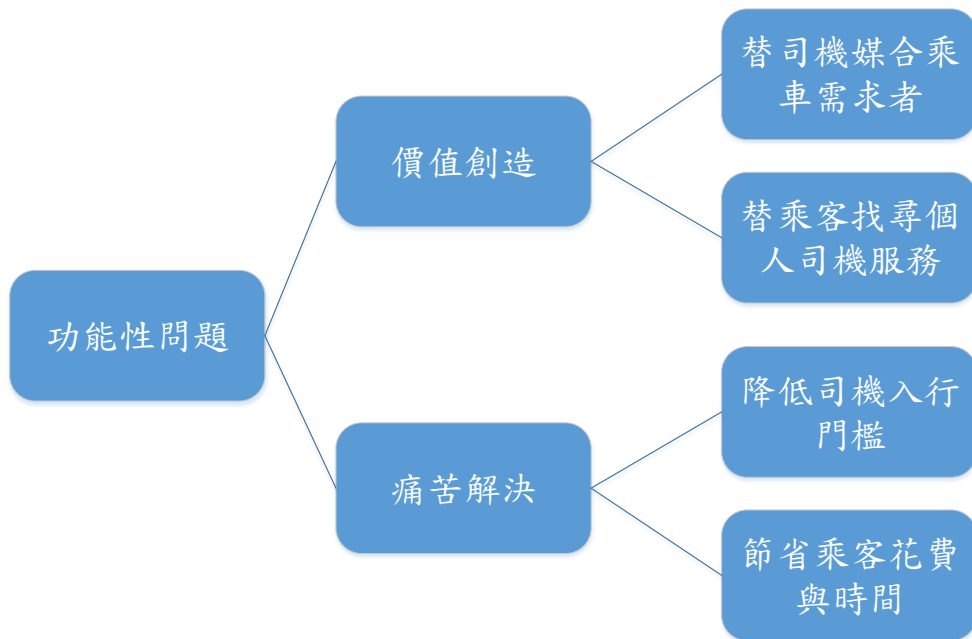 功能性問題
價值創造
替司機媒合乘
車需求者
替乘客找尋個
人司機服務
痛苦解決
降低司機入行
門檻
節省乘客花費
與時間